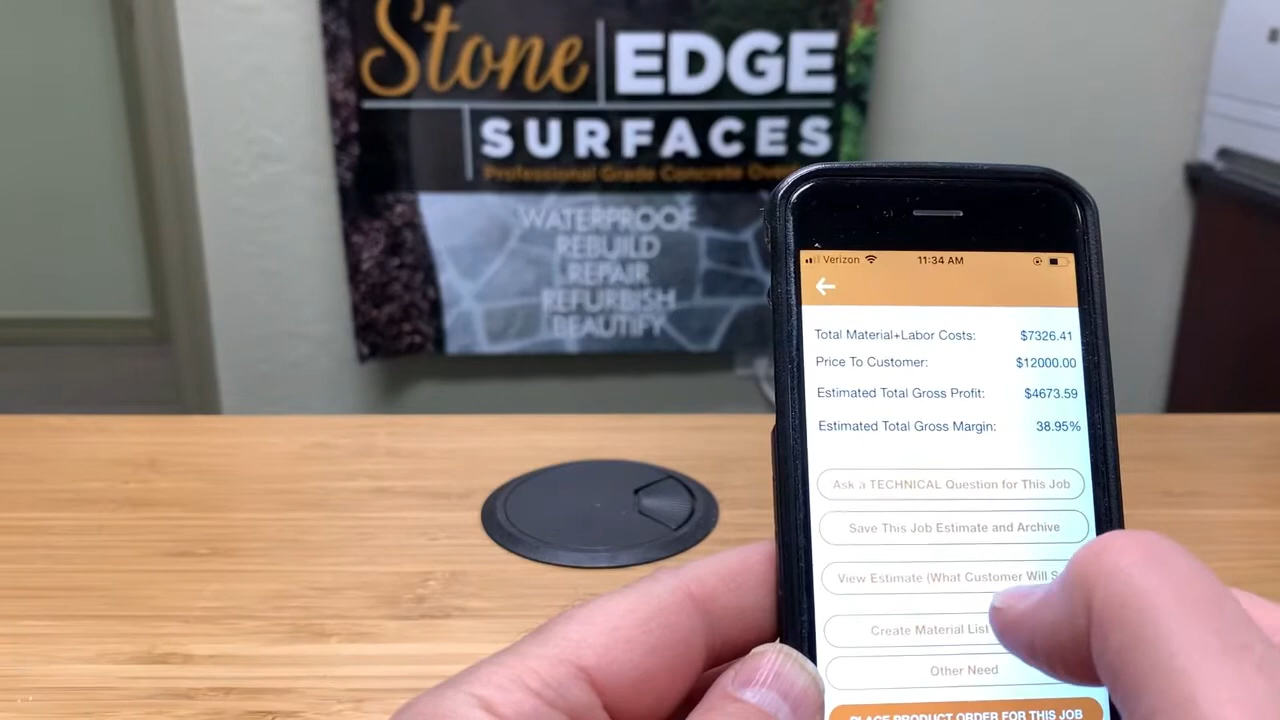 Stone EDGE
SURFACES
Professional Grade Concrete
WATERPROOF
REBUILD
REPAIR
REFURBISH
BEAUTIFY
Verizon 11:34 AM
Total Material+Labor Costs: $7326.41
Price To Customer: $12000.00
Estimated Total Gross Profit: $4673.59
Estimated Total Gross Margin: 38.95%
Ask a TECHNICAL Question for This Job
Save This Job Estimate and Archive
View Estimate (What Customer Will
Create Material List
Other Need
PLACE PRODUCT ORDER FOR THIS JOB